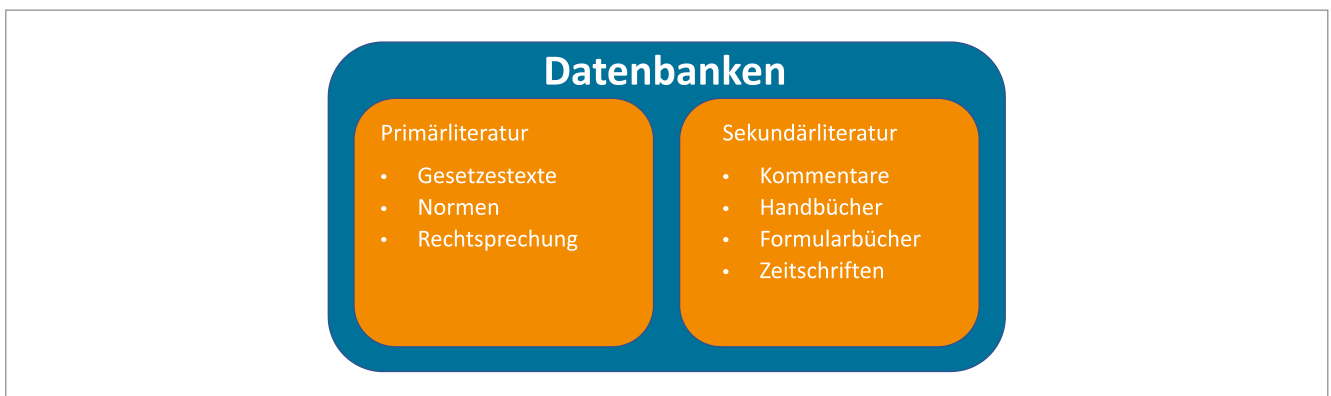 Datenbanken
Primärliteratur
• Gesetzestexte
• Normen
• Rechtsprechung
Sekundärliteratur
• Kommentare
• Handbücher
• Formularbücher
• Zeitschriften